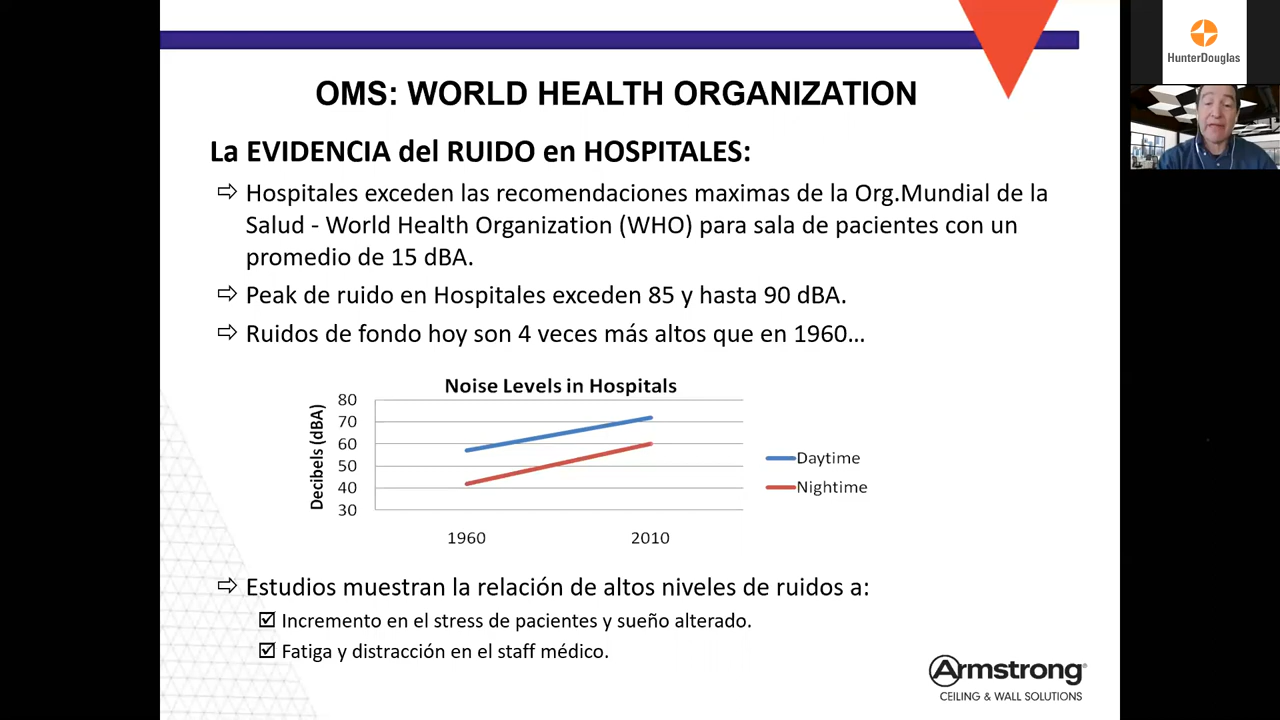 OMS: WORLD HEALTH ORGANIZATION
La EVIDENCIA del RUIDO en HOSPITALES:
Hospitales exceden las recomendaciones maximas de la Org.Mundial de la
Salud - World Health Organization (WHO) para sala de pacientes con un
promedio de 15 dBA.
Peak de ruido en Hospitales exceden 85 y hasta 90 dBA.
Ruidos de fondo hoy son 4 veces más altos que en 1960…
Noise Levels in Hospitals
Decibels (dBA)
80
70
60
50
40
30
1960 2010
Daytime
Nightime
Estudios muestran la relación de altos niveles de ruidos a:
Incremento en el stress de pacientes y sueño alterado.
Fatiga y distracción en el staff médico.
Armstrong®
CEILING & WALL SOLUTIONS
HunterDouglas